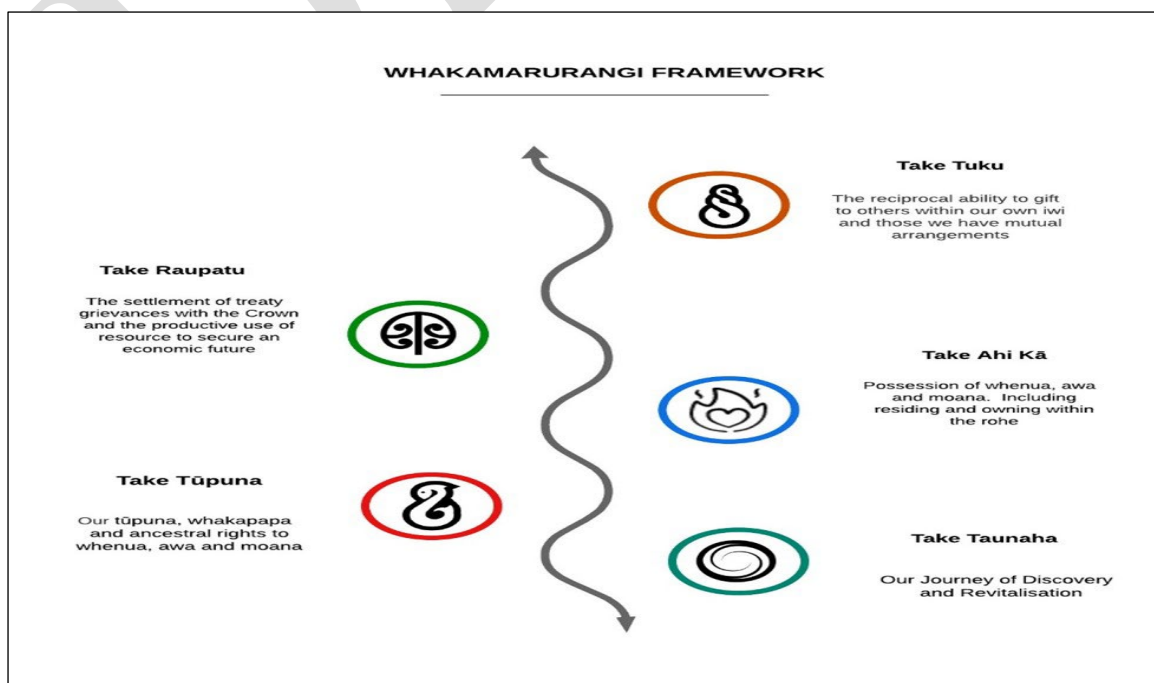 WHAKAMARURANGI FRAMEWORK
Take Tuku
The reciprocal ability to gift
to others within our own iwi
and those we have mutual
arrangements
Take Raupatu
The settlement of treaty
grievances with the Crown
and the productive use of
resource to secure an
economic future
Take Ahi Kā
Possession of whenua, awa
and moana. Including
residing and owning within
the rohe
Take Tūpuna
Our tūpuna, whakapapa
and ancestral rights to
whenua, awa and moana
Take Taunaha
Our Journey of Discovery
and Revitalisation